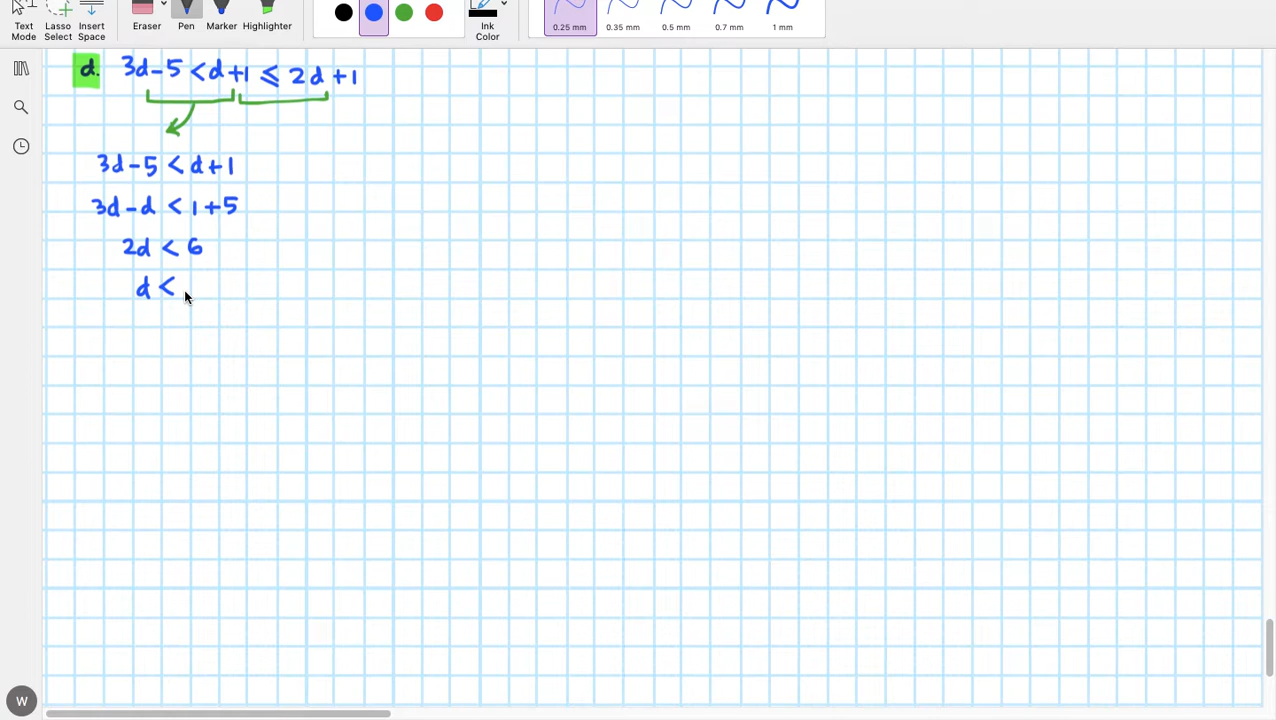 Text Mode
Lasso Select
Insert Space
Eraser
Pen
Marker
Highlighter
Ink Color
0.25 mm
0.35 mm
0.5 mm
0.7 mm
1 mm
d. 3d-5 < d+1 ⩽ 2d+1
3d-5 < d+1
3d-d < 1+5
2d < 6
d <
W